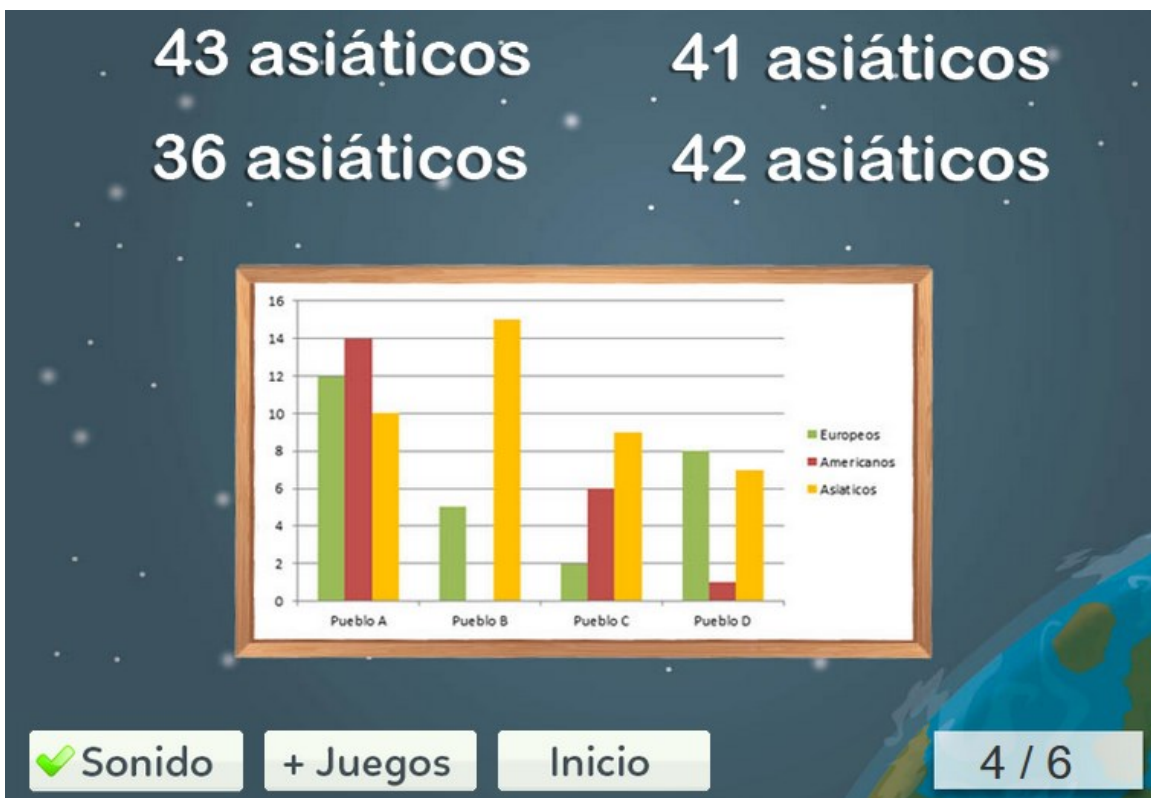 43 asiáticos
41 asiáticos
36 asiáticos
42 asiáticos
16
14
12
10
8
6
4
2
0
Pueblo A
Pueblo B
Pueblo C
Pueblo D
Europeos
Americanos
Asiaticos
Sonido
+ Juegos
Inicio
4 / 6